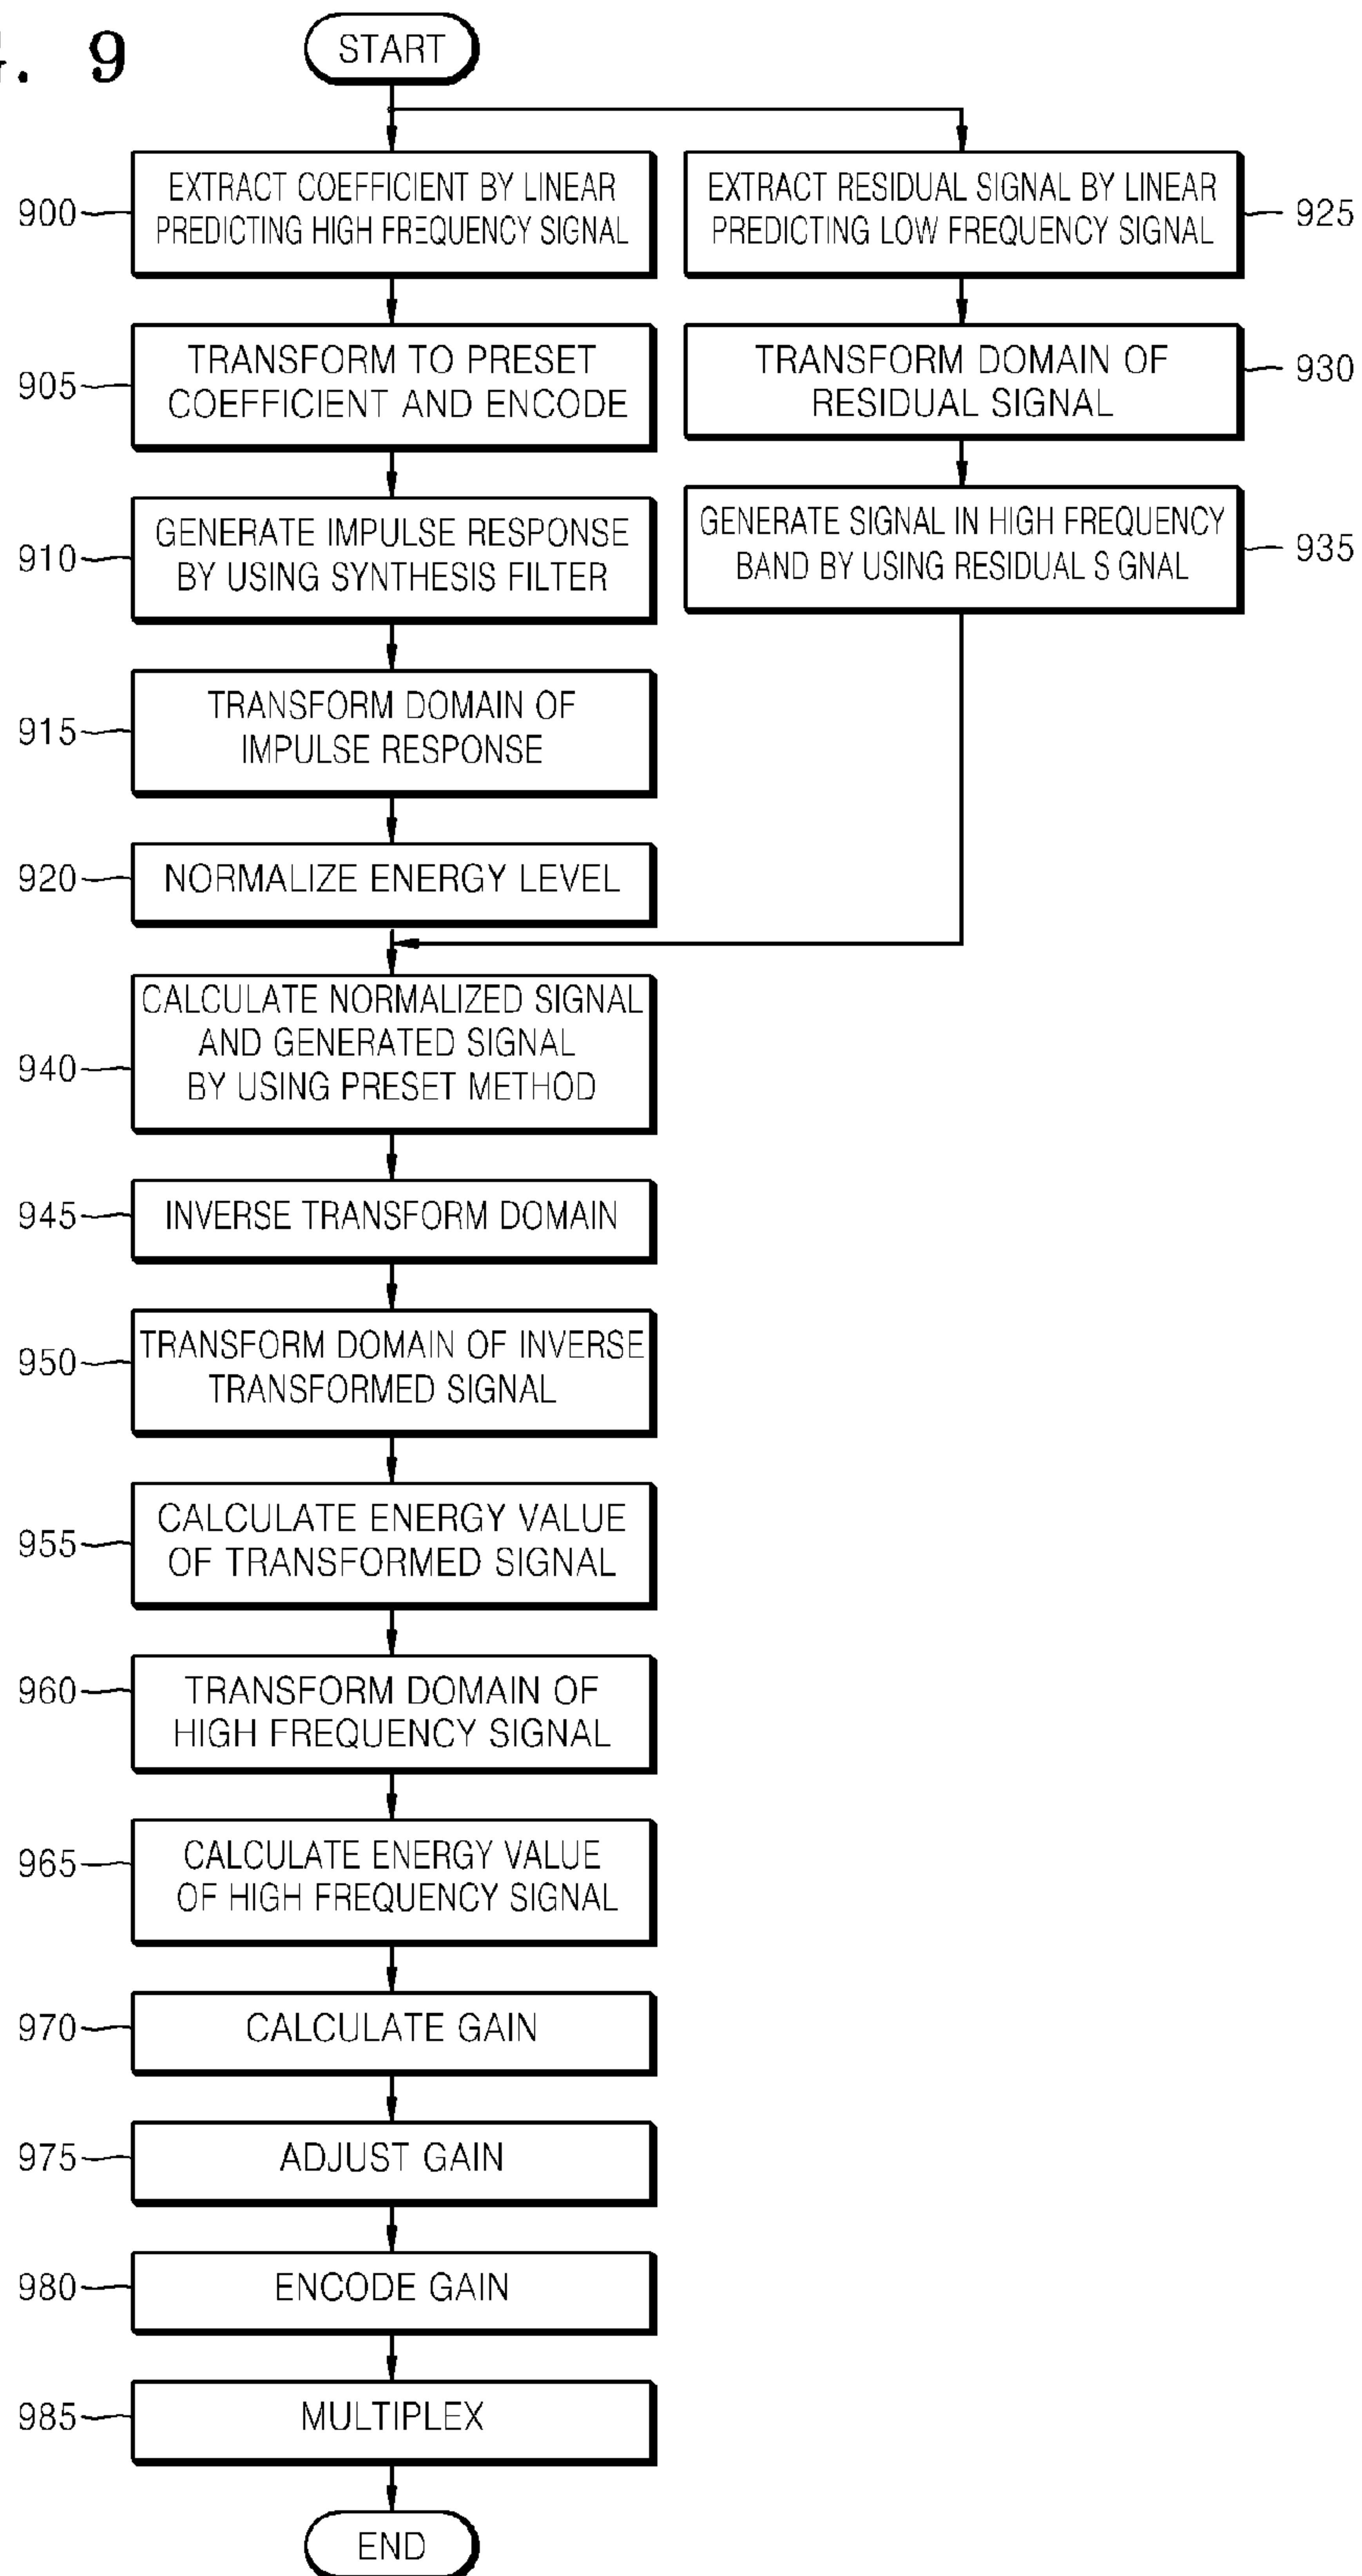 . 9
START
EXTRACT COEFFICIENT BY LINEAR
PREDICTING HIGH FREQUENCY SIGNAL
900
EXTRACT RESIDUAL SIGNAL BY LINEAR
PREDICTING LOW FREQUENCY SIGNAL
925
TRANSFORM TO PRESET
COEFFICIENT AND ENCODE
905
TRANSFORM DOMAIN OF
RESIDUAL SIGNAL
930
GENERATE IMPULSE RESPONSE
BY USING SYNTHESIS FILTER
910
GENERATE SIGNAL IN HIGH FREQUENCY
BAND BY USING RESIDUAL S GNAL
935
TRANSFORM DOMAIN OF
IMPULSE RESPONSE
915
NORMALIZE ENERGY LEVEL
920
CALCULATE NORMALIZED SIGNAL
AND GENERATED SIGNAL
BY USING PRESET METHOD
940
INVERSE TRANSFORM DOMAIN
945
TRANSFORM DOMAIN OF INVERSE
TRANSFORMED SIGNAL
950
CALCULATE ENERGY VALUE
OF TRANSFORMED SIGNAL
955
TRANSFORM DOMAIN OF
HIGH FREQUENCY SIGNAL
960
CALCULATE ENERGY VALUE
OF HIGH FREQUENCY SIGNAL
965
CALCULATE GAIN
970
ADJUST GAIN
975
ENCODE GAIN
980
MULTIPLEX
985
END